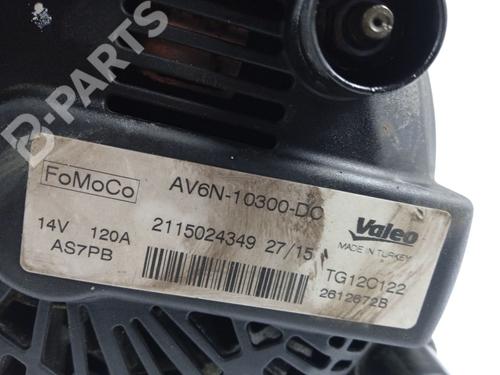 B-PARTS
FoMoCo
AV6N-10300-DC
14V 120A
2115024349 27/15
Valeo
MADE IN TURKEY
AS7PB
TG12C122
2612672B